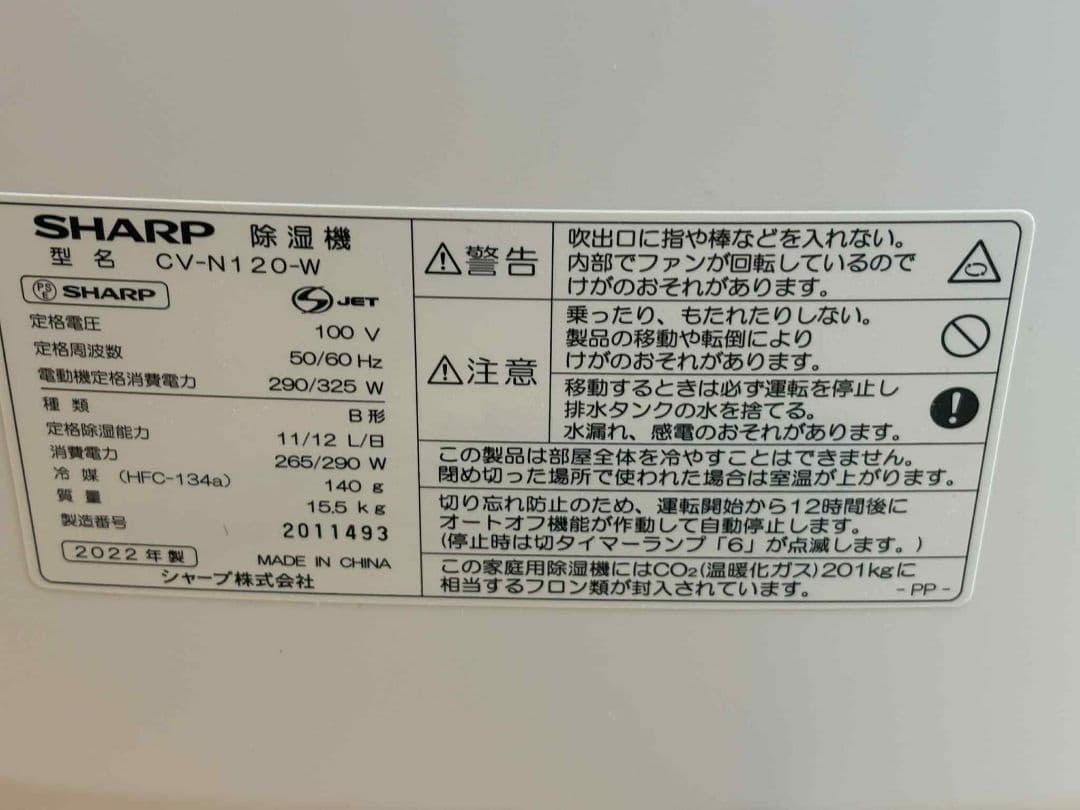 SHARP 除湿機
型名 CV-N120-W
PS E SHARP
S JET
定格電圧 100 V
定格周波数 50/60 Hz
電動機定格消費電力 290/325 W
種類 B形
定格除湿能力 11/12 L/日
消費電力 265/290 W
冷媒 (HFC-134a) 140 g
質量 15.5 kg
製造番号 2011493
2022年製 MADE IN CHINA
シャープ株式会社
⚠警告
吹出口に指や棒などを入れない。
内部でファンが回転しているので
けがのおそれがあります。
⚠注意
乗ったり、もたれたりしない。
製品の移動や転倒により
けがのおそれがあります。
移動するときは必ず運転を停止し
排水タンクの水を捨てる。
水漏れ、感電のおそれがあります。
この製品は部屋全体を冷やすことはできません。
閉め切った場所で使われた場合は室温が上がります。
切り忘れ防止のため、運転開始から12時間後に
オートオフ機能が作動して自動停止します。
(停止時は切タイマーランプ「6」が点滅します。)
この家庭用除湿機にはCO₂(温暖化ガス)201kgに
相当するフロン類が封入されています。
-PP-